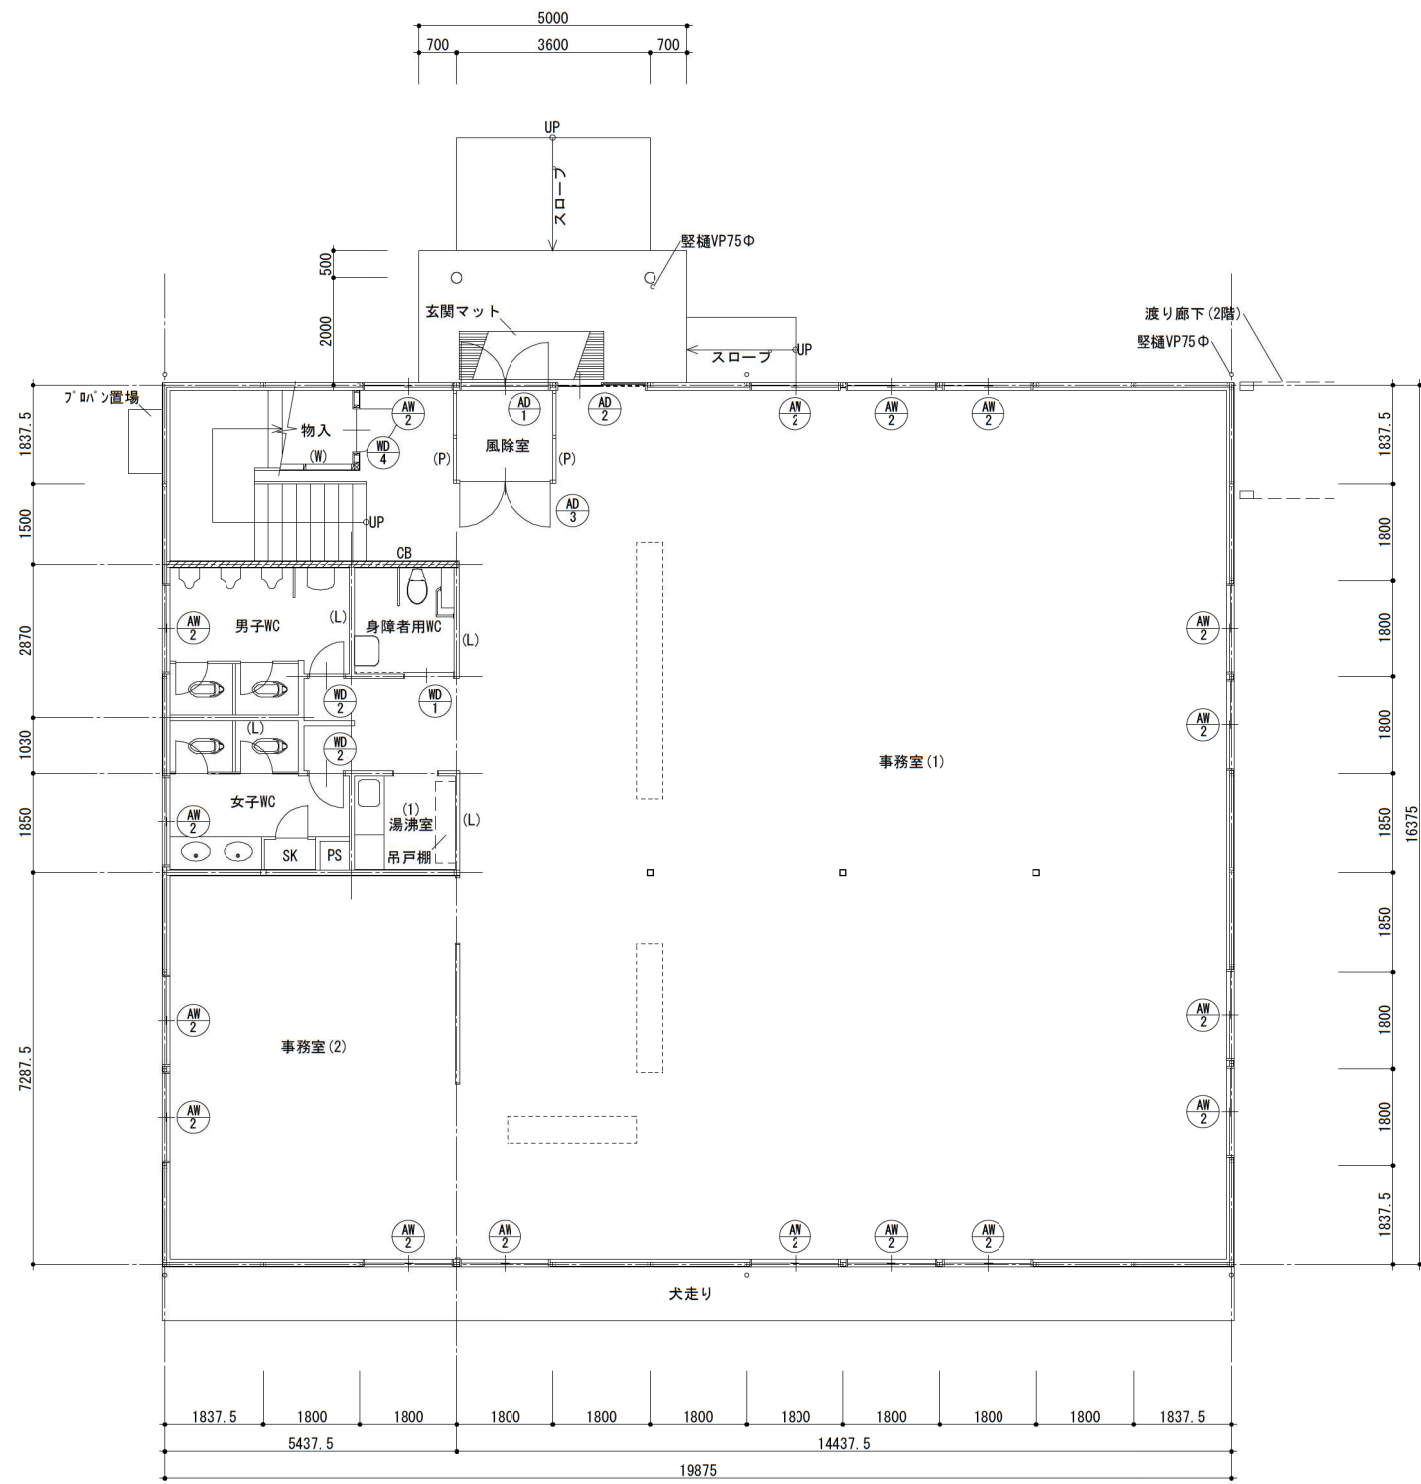 5000
700 3600 700
UP
スロープ
竪樋VP75Φ
500
2000
玄関マット
スロープ
UP
渡り廊下(2階)
竪樋VP75Φ
プロパン置場
1837.5
物入
(W)
WD 4
AW 2
風除室
(P)
(P)
AD 1
AD 2
AD 3
AW 2
AW 2
AW 2
1837.5
1500
UP
CB
1800
2870
AW 2
男子WC
(L)
身障者用WC
(L)
AW 2
1800
WD 2
WD 1
1030
(L)
WD 2
AW 2
1800
事務室(1)
1850
AW 2
女子WC
(1)
湯沸室
吊戸棚
(L)
SK
PS
1850
16375
7287.5
1850
AW 2
事務室(2)
AW 2
1800
AW 2
AW 2
1800
AW 2
AW 2
AW 2
AW 2
AW 2
1837.5
犬走り
1837.5 1800 1800 1800 1800 1800 1800 1800 1800 1800 1837.5
5437.5 14437.5
19875